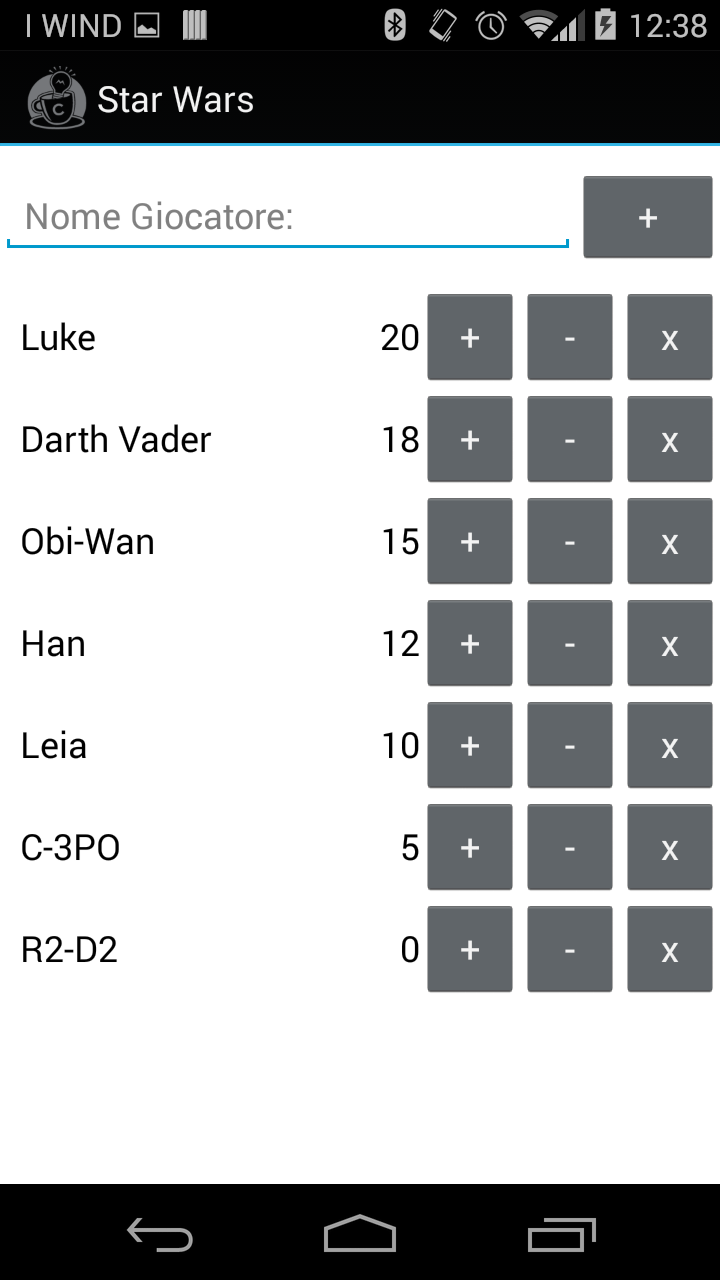 I WIND 12:38
C Star Wars
Nome Giocatore: +
Luke 20 + - x
Darth Vader 18 + - x
Obi-Wan 15 + - x
Han 12 + - x
Leia 10 + - x
C-3PO 5 + - x
R2-D2 0 + - x